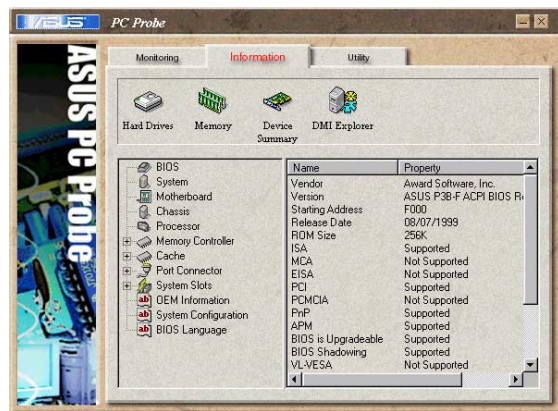 ASUS PC Probe
Monitoring Information Utility
Hard Drives Memory Device Summary DMI Explorer
ASUS PC Probe
BIOS
System
Motherboard
Chassis
Processor
Memory Controller
Cache
Port Connector
System Slots
OEM Information
System Configuration
BIOS Language
Name Property
Vendor Award Software, Inc.
Version ASUS P3B-F ACPI BIOS R
Starting Address F000
Release Date 08/07/1999
ROM Size 256K
ISA Supported
MCA Not Supported
EISA Not Supported
PCI Supported
PCMCIA Not Supported
PnP Supported
APM Supported
BIOS is Upgradeable Supported
BIOS Shadowing Supported
VL-VESA Not Supported